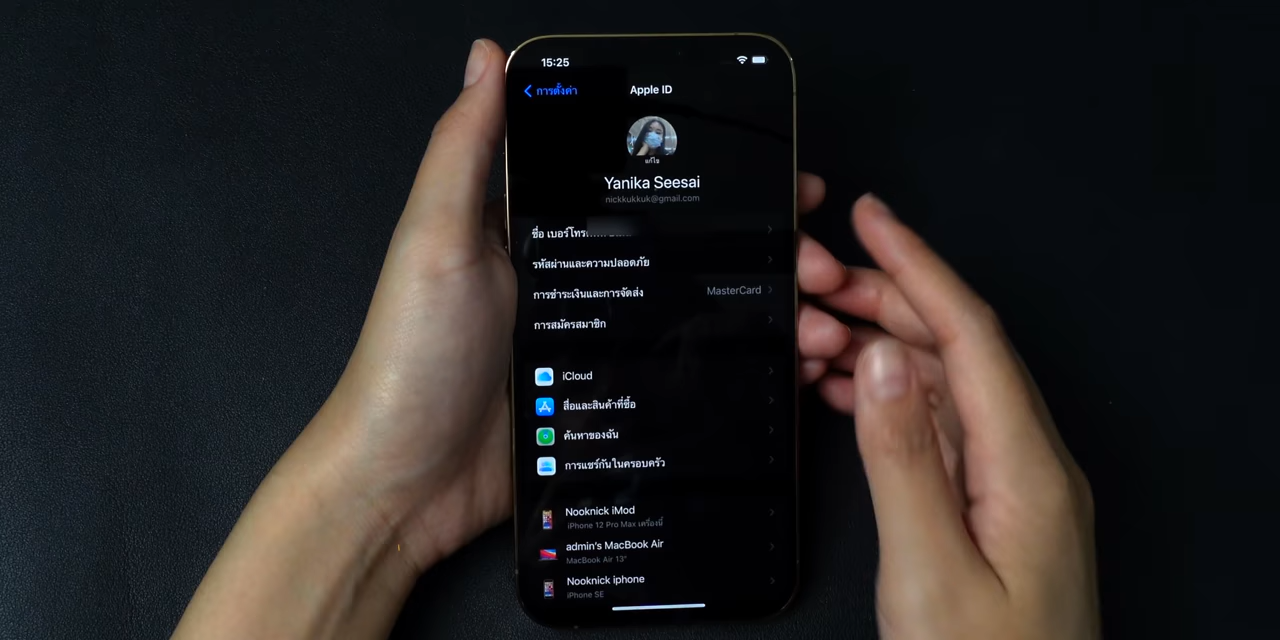 15:25
การตั้งค่า
Apple ID
แก้ไข
Yanika Seesai
nickkukkuk@gmail.com
ชื่อ เบอร์โทร
รหัสผ่านและความปลอดภัย
การชำระเงินและการจัดส่ง MasterCard
การสมัครสมาชิก
iCloud
สื่อและสินค้าที่ซื้อ
ค้นหาของฉัน
การแชร์กันในครอบครัว
Nooknick iMod
iPhone 12 Pro Max เครื่องนี้
admin's MacBook Air
MacBook Air 13"
Nooknick iphone
iPhone SE